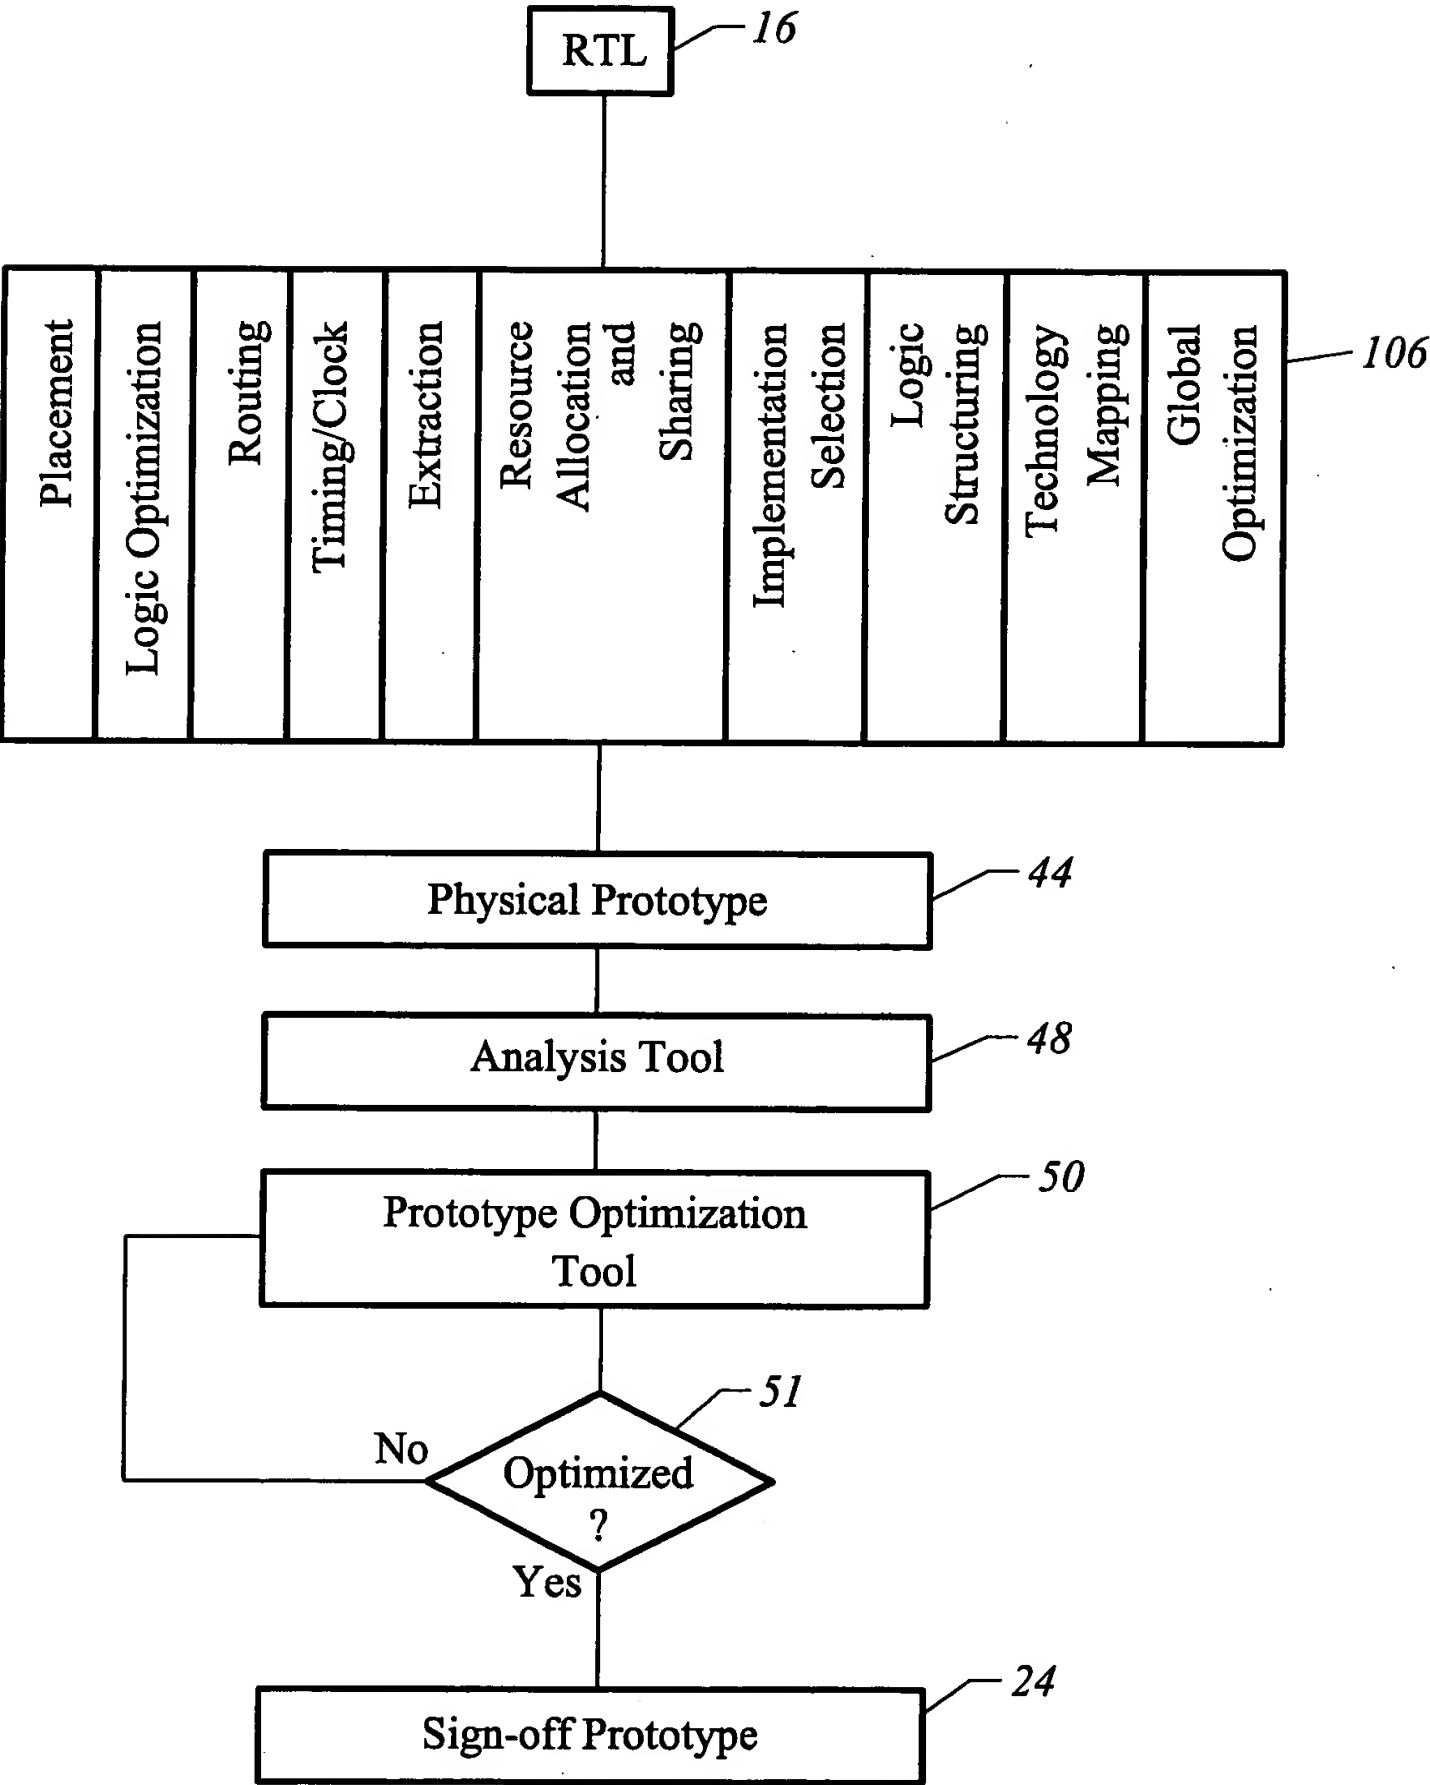 RTL
16
Placement
Logic Optimization
Routing
Timing/Clock
Extraction
Resource
Allocation
and
Sharing
Implementation
Selection
Logic
Structuring
Technology
Mapping
Global
Optimization
106
Physical Prototype
44
Analysis Tool
48
Prototype Optimization
Tool
50
51
No
Optimized
?
Yes
Sign-off Prototype
24